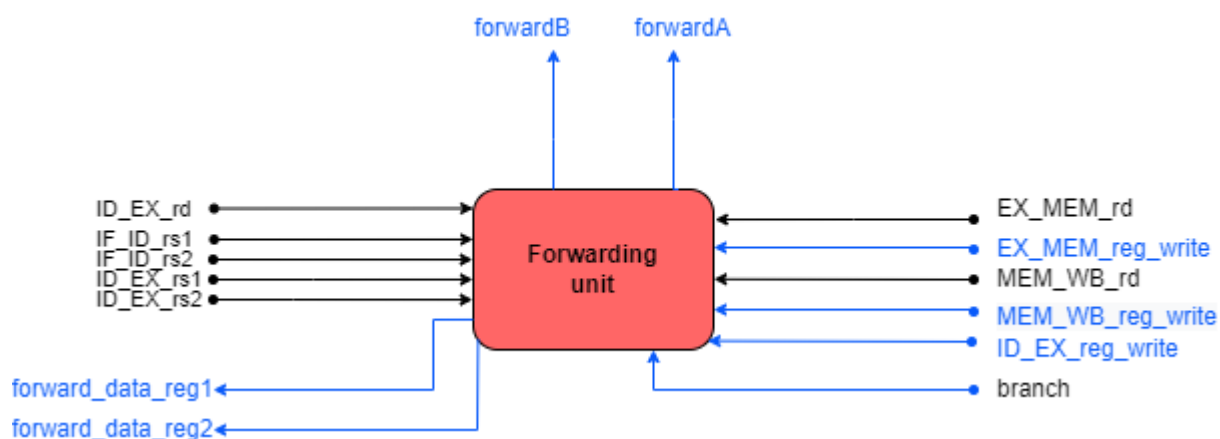 forwardB
forwardA
ID_EX_rd
IF_ID_rs1
IF_ID_rs2
ID_EX_rs1
ID_EX_rs2
Forwarding
unit
EX_MEM_rd
EX_MEM_reg_write
MEM_WB_rd
MEM_WB_reg_write
ID_EX_reg_write
branch
forward_data_reg1
forward_data_reg2